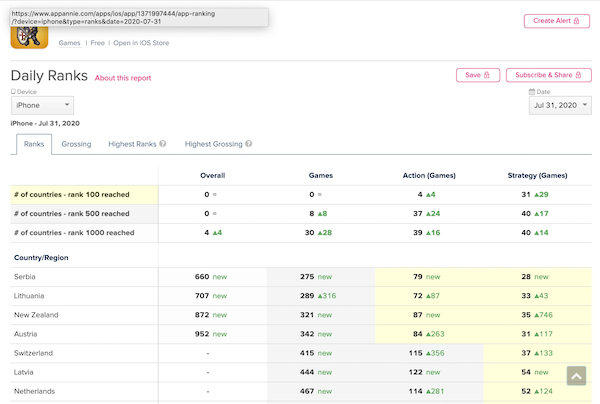 https://www.appannie.com/apps/ios/app/1371997444/app-ranking
/?device=iphone&type=ranks&date=2020-07-31
Create Alert
Games | Free | Open in iOS Store
Daily Ranks About this report
Save Subscribe & Share
Device Date
iPhone Jul 31, 2020
iPhone - Jul 31, 2020
Ranks Grossing Highest Ranks ? Highest Grossing ?
Overall Games Action (Games) Strategy (Games)
# of countries - rank 100 reached 0 = 0 = 4 ▲4 31 ▲29
# of countries - rank 500 reached 0 = 8 ▲8 37 ▲24 40 ▲17
# of countries - rank 1000 reached 4 ▲4 30 ▲28 39 ▲16 40 ▲14
Country/Region
Serbia 660 new 275 new 79 new 28 new
Lithuania 707 new 289 ▲316 72 ▲87 33 ▲43
New Zealand 872 new 321 new 87 new 35 ▲746
Austria 952 new 342 new 84 ▲263 31 ▲117
Switzerland - 415 new 115 ▲356 37 ▲133
Latvia - 444 new 122 new 54 new
Netherlands - 467 new 114 ▲281 52 ▲124